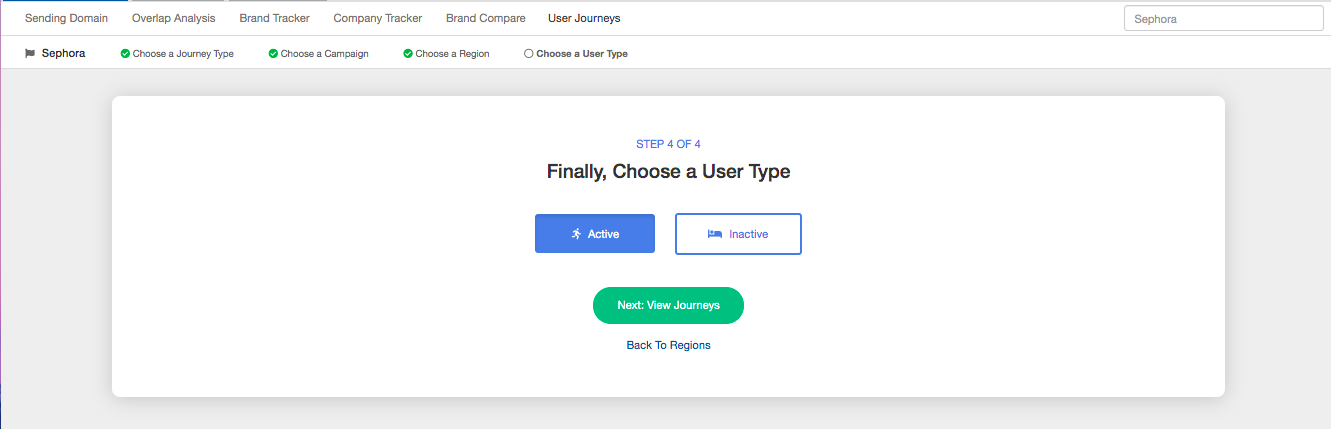 Sending Domain Overlap Analysis Brand Tracker Company Tracker Brand Compare User Journeys Sephora
Sephora Choose a Journey Type Choose a Campaign Choose a Region Choose a User Type
STEP 4 OF 4
Finally, Choose a User Type
Active Inactive
Next: View Journeys
Back To Regions